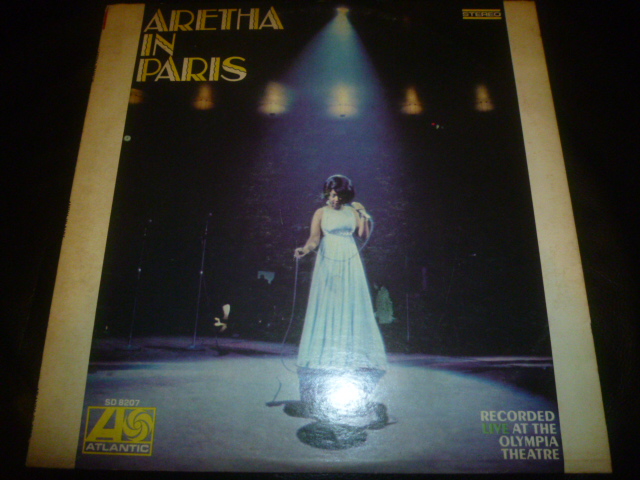 ARETHA
IN
PARIS
STEREO
SD 8207
ATLANTIC
RECORDED
LIVE AT THE
OLYMPIA
THEATRE